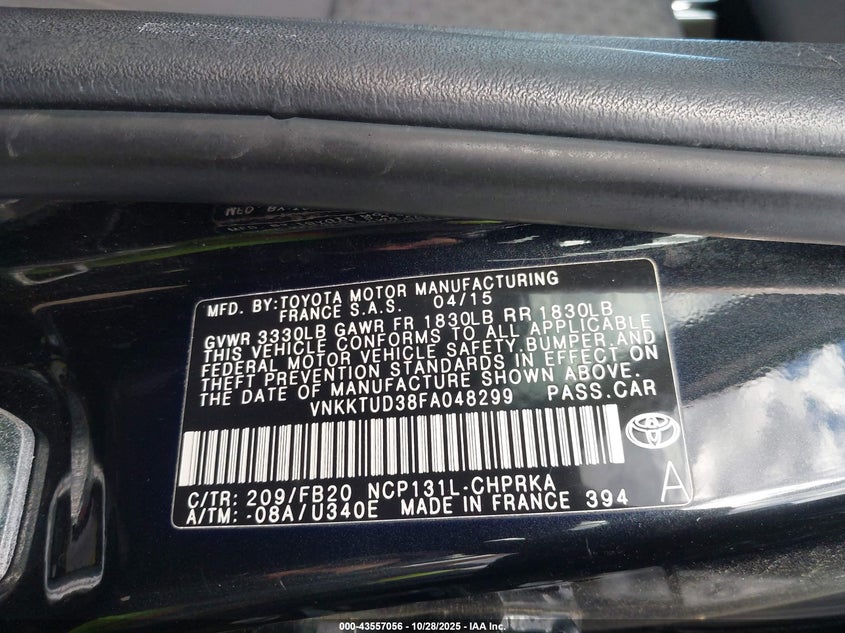 MFD. BY:TOYOTA MOTOR MANUFACTURING
FRANCE S.A.S. 04/15
GVWR 3330LB GAWR FR 1830LB RR 1830LB
THIS VEHICLE CONFORMS TO ALL APPLICABLE
FEDERAL MOTOR VEHICLE SAFETY,BUMPER,AND
THEFT PREVENTION STANDARDS IN EFFECT ON
THE DATE OF MANUFACTURE SHOWN ABOVE.
VNKKTUD38FA048299 PASS.CAR
C/TR: 209/FB20 NCP131L-CHPRKA A
A/TM: -08A/U340E MADE IN FRANCE 394
000-43557056 - 10/28/2025 - IAA Inc.